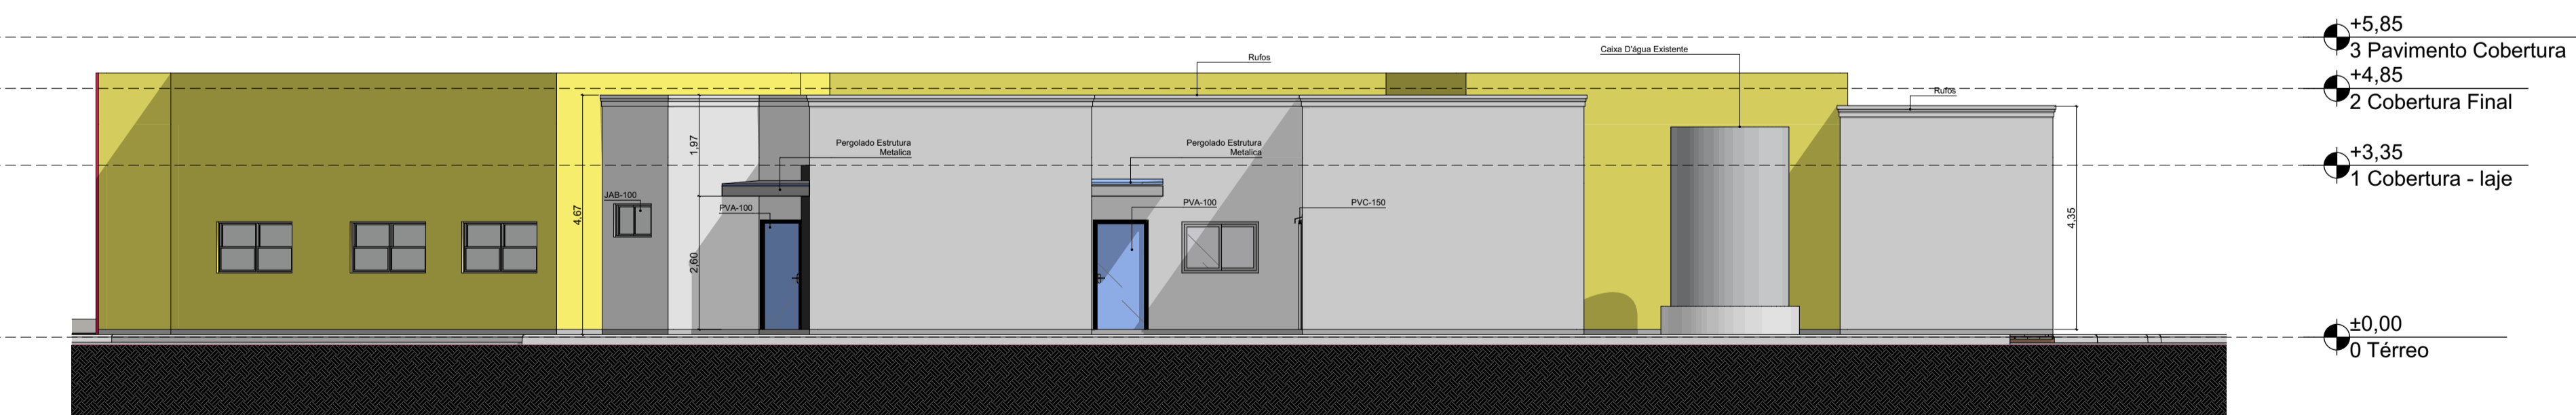 +5,85
3 Pavimento Cobertura
+4,85
2 Cobertura Final
+3,35
1 Cobertura - laje
±0,00
0 Térreo
Caixa D'água Existente
Rufos
Rufos
Pergolado Estrutura
Metalica
Pergolado Estrutura
Metalica
JAB-100
PVA-100
PVA-100
PVC-150
4,67
1,97
2,60
4,35